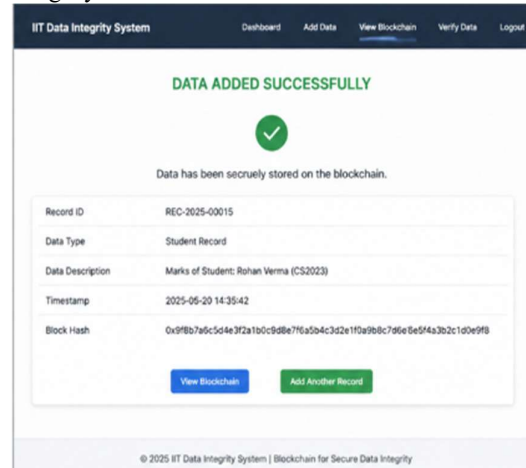 IIT Data Integrity System Dashboard Add Data View Blockchain Verify Data Logout
DATA ADDED SUCCESSFULLY
Data has been secruely stored on the blockchain.
Record ID REC-2025-00015
Data Type Student Record
Data Description Marks of Student: Rohan Verma (CS2023)
Timestamp 2025-05-20 14:35:42
Block Hash 0x9f8b7a6c5d4e3f2a1b0c9d8e7f6a5b4c3d2e1f0a9b8c7d6e5e5f4a3b2c1d0e9f8
View Blockchain Add Another Record
© 2025 IIT Data Integrity System | Blockchain for Secure Data Integrity